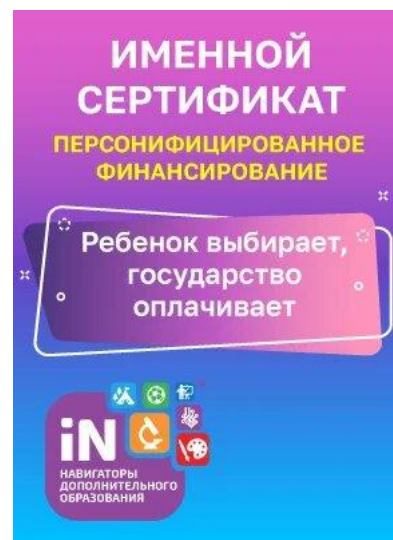 ИМЕННОЙ
СЕРТИФИКАТ
ПЕРСОНИФИЦИРОВАННОЕ
ФИНАНСИРОВАНИЕ
Ребенок выбирает,
государство
оплачивает
iN
НАВИГАТОРЫ
ДОПОЛНИТЕЛЬНОГО
ОБРАЗОВАНИЯ